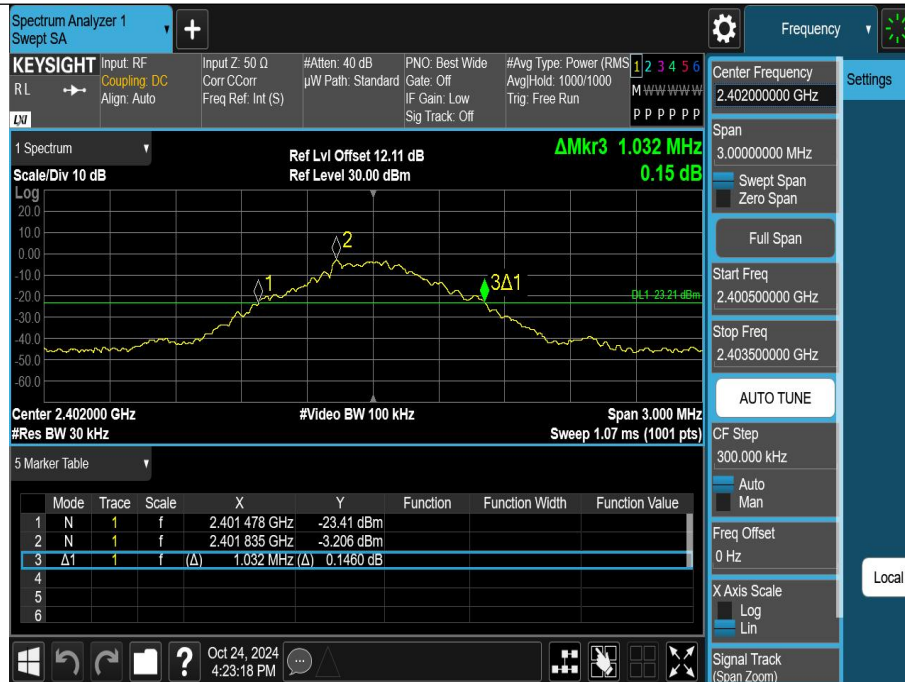 Spectrum Analyzer 1
Swept SA
+
Frequency
KEYSIGHT
RL
LXI
Input: RF
Coupling: DC
Align: Auto
Input Z: 50 Ω
Corr CCorr
Freq Ref: Int (S)
#Atten: 40 dB
µW Path: Standard
PNO: Best Wide
Gate: Off
IF Gain: Low
Sig Track: Off
#Avg Type: Power (RMS
Avg|Hold: 1000/1000
Trig: Free Run
1 2 3 4 5 6
M W W W W W
P P P P P P
1 Spectrum
Scale/Div 10 dB
Ref Lvl Offset 12.11 dB
Ref Level 30.00 dBm
ΔMkr3 1.032 MHz
0.15 dB
Log
20.0
10.0
0.00
-10.0
-20.0
-30.0
-40.0
-50.0
-60.0
1
2
3Δ1
DL1 -23.21 dBm
Center 2.402000 GHz
#Video BW 100 kHz
Span 3.000 MHz
#Res BW 30 kHz
Sweep 1.07 ms (1001 pts)
5 Marker Table
Mode Trace Scale X Y Function Function Width Function Value
1 N 1 f 2.401 478 GHz -23.41 dBm
2 N 1 f 2.401 835 GHz -3.206 dBm
3 Δ1 1 f (Δ) 1.032 MHz (Δ) 0.1460 dB
4
5
6
Oct 24, 2024
4:23:18 PM
?
Center Frequency
2.402000000 GHz
Span
3.00000000 MHz
Swept Span
Zero Span
Full Span
Start Freq
2.400500000 GHz
Stop Freq
2.403500000 GHz
AUTO TUNE
CF Step
300.000 kHz
Auto
Man
Freq Offset
0 Hz
X Axis Scale
Log
Lin
Signal Track
(Span Zoom)
Settings
Local